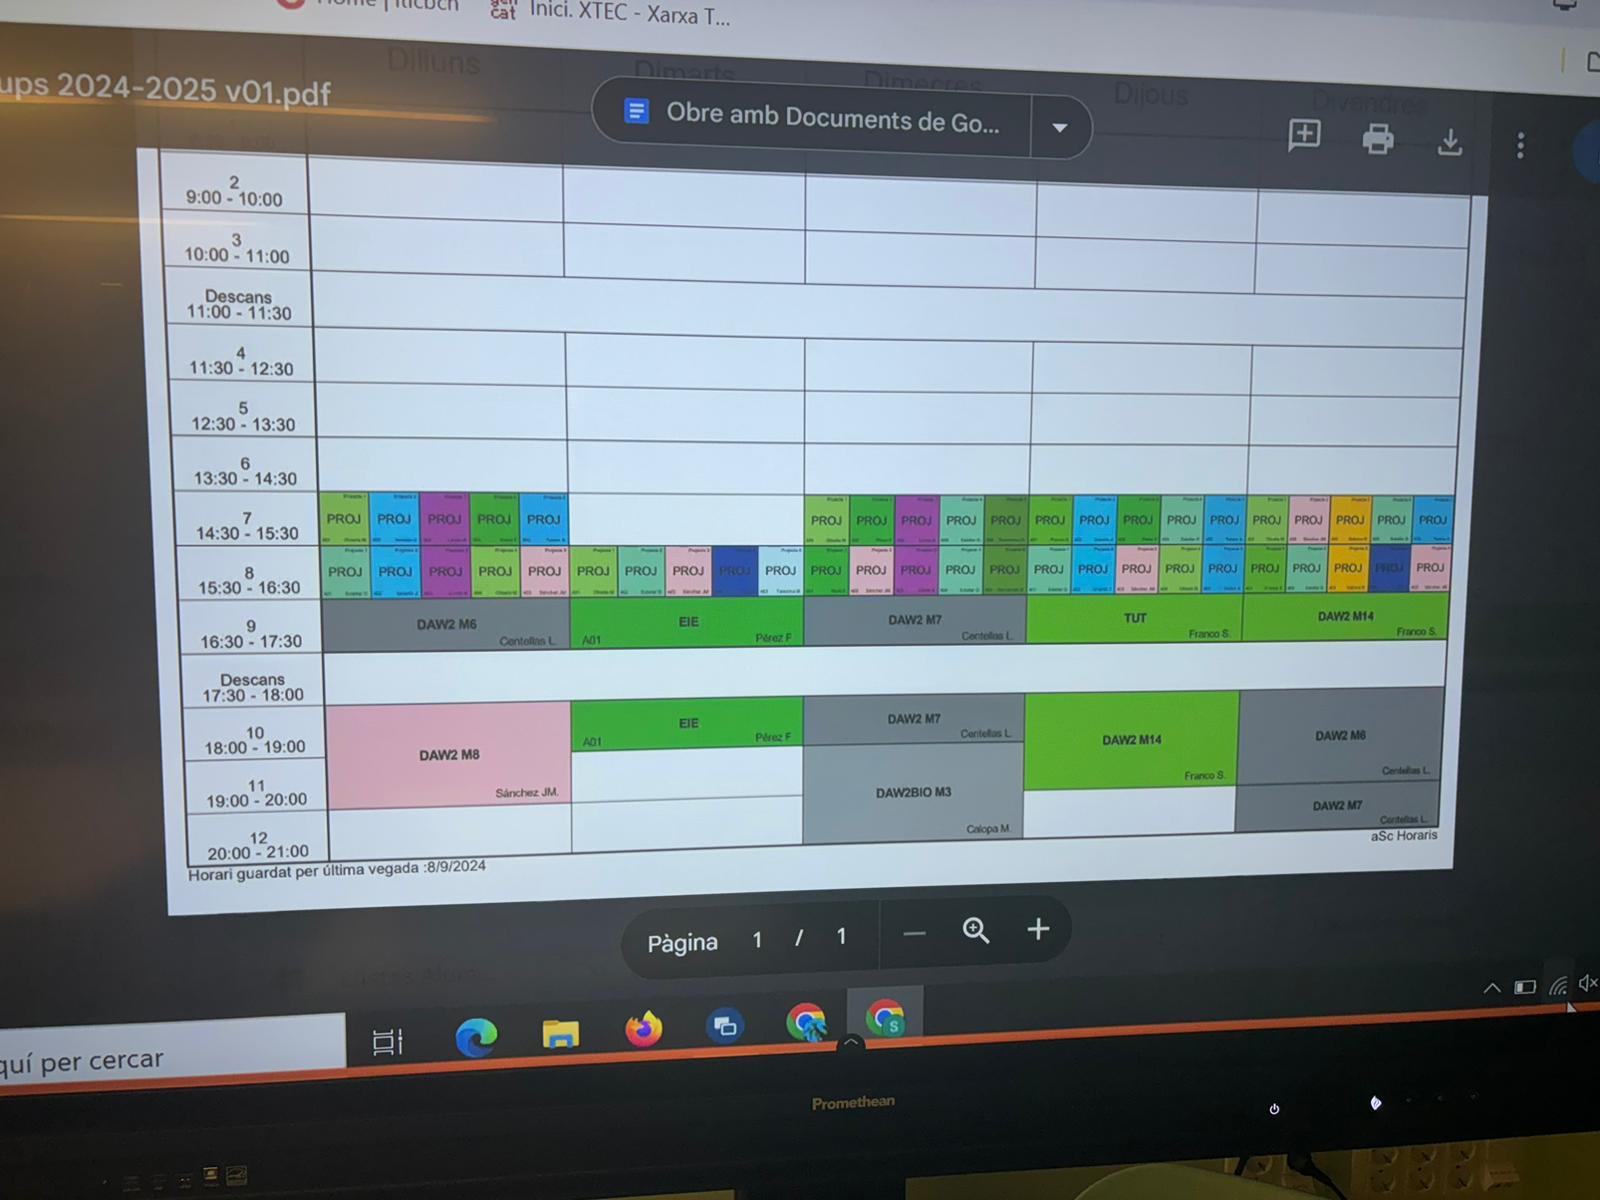 Inici. XTEC - Xarxa T...
Dilluns
Dimarts
Dimecres
Dijous
Divendres
ups 2024-2025 v01.pdf
Obre amb Documents de Go...
2
9:00 - 10:00
3
10:00 - 11:00
Descans
11:00 - 11:30
4
11:30 - 12:30
5
12:30 - 13:30
6
13:30 - 14:30
7
14:30 - 15:30
PROJ PROJ PROJ PROJ PROJ
PROJ PROJ PROJ PROJ PROJ
PROJ PROJ PROJ PROJ PROJ
PROJ PROJ PROJ PROJ PROJ
8
15:30 - 16:30
PROJ PROJ PROJ PROJ PROJ
PROJ PROJ PROJ PROJ PROJ
PROJ PROJ PROJ PROJ PROJ
PROJ PROJ PROJ PROJ PROJ
PROJ PROJ PROJ PROJ PROJ
9
16:30 - 17:30
DAW2 M6
Centellas L.
EIE
A01 Pérez F
DAW2 M7
Centellas L.
TUT
Franco S.
DAW2 M14
Franco S.
Descans
17:30 - 18:00
10
18:00 - 19:00
DAW2 M8
Sánchez JM.
EIE
A01 Pérez F
DAW2 M7
Centellas L.
DAW2 M14
Franco S.
DAW2 M6
Centellas L.
11
19:00 - 20:00
DAW2BIO M3
Calopa M.
DAW2 M7
Centellas L.
12
20:00 - 21:00
aSc Horaris
Horari guardat per última vegada :8/9/2024
Pàgina 1 / 1
quí per cercar
Promethean